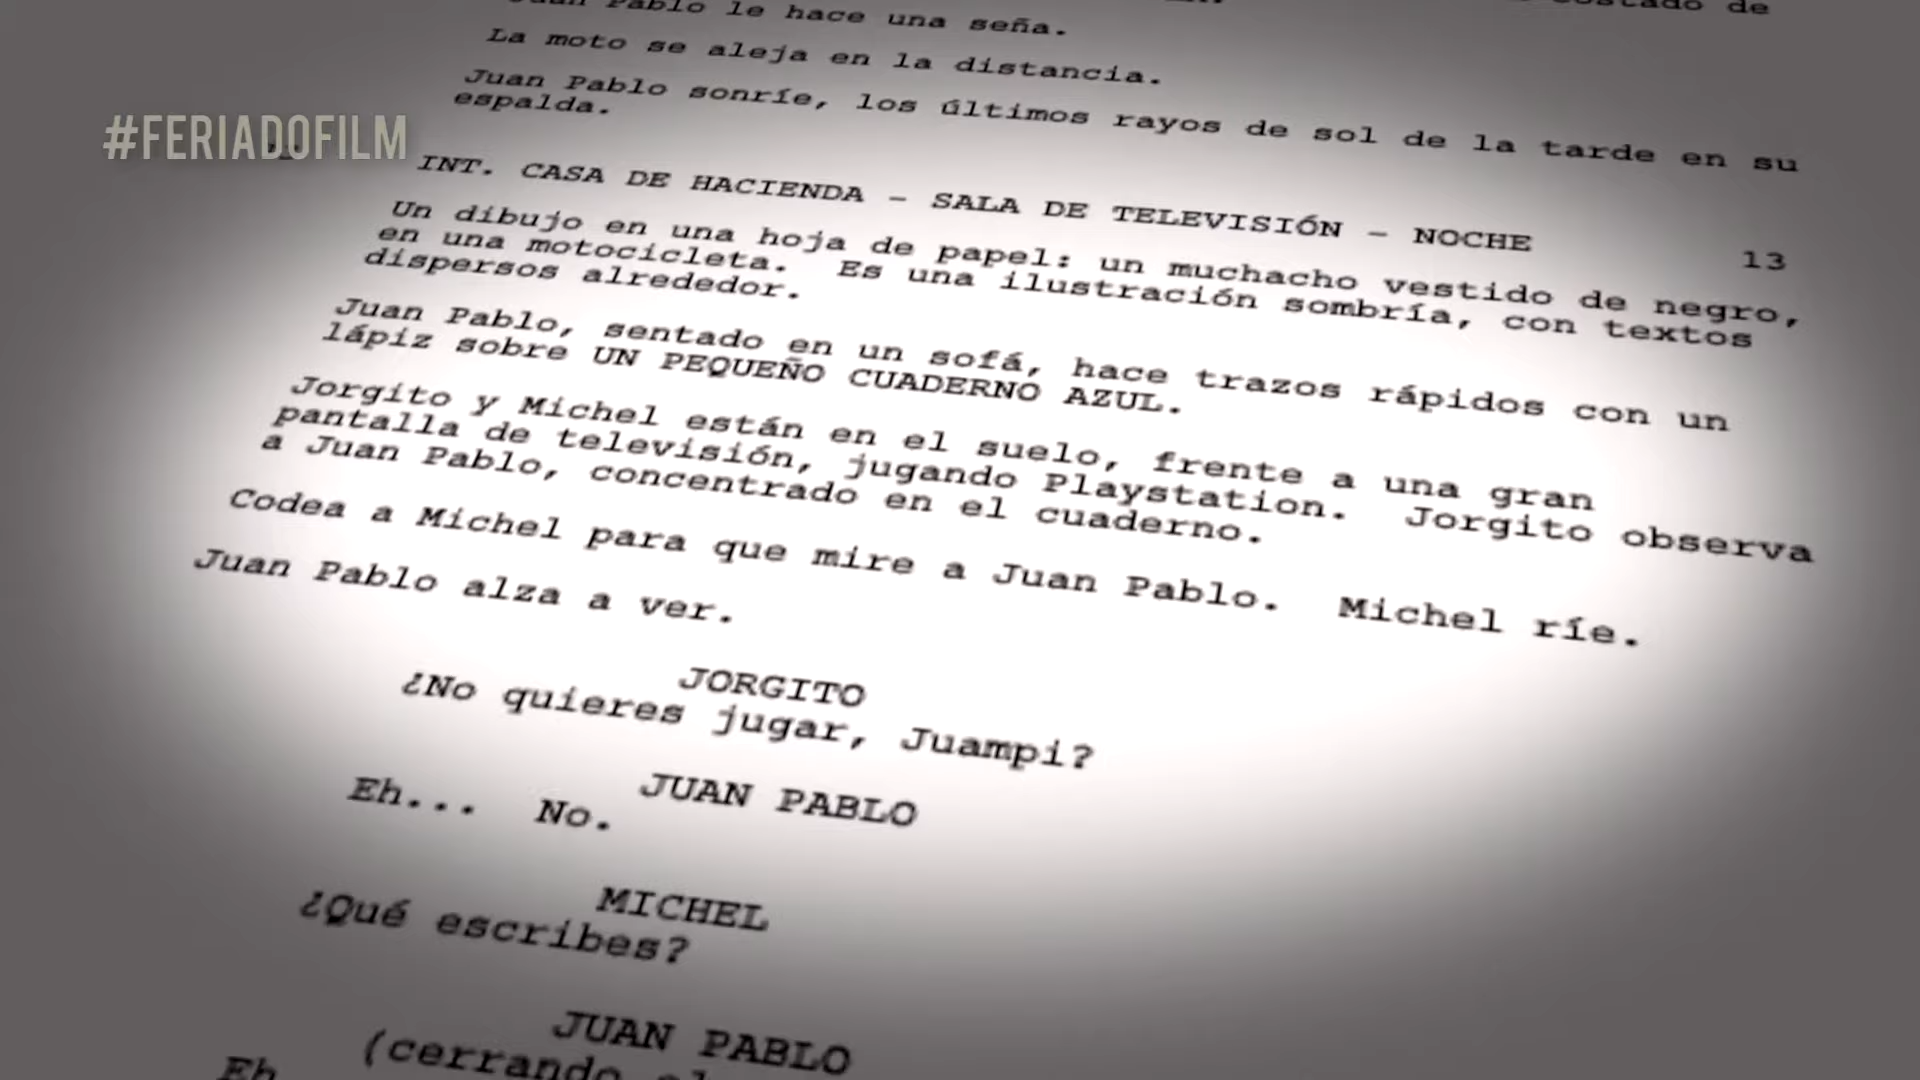 Juan Pablo le hace una seña.
La moto se aleja en la distancia.
Juan Pablo sonríe, los últimos rayos de sol de la tarde en su
espalda.
#FERIADOFILM
INT. CASA DE HACIENDA – SALA DE TELEVISIÓN – NOCHE 13
Un dibujo en una hoja de papel: un muchacho vestido de negro,
en una motocicleta. Es una ilustración sombría, con textos
dispersos alrededor.
Juan Pablo, sentado en un sofá, hace trazos rápidos con un
lápiz sobre UN PEQUEÑO CUADERNO AZUL.
Jorgito y Michel están en el suelo, frente a una gran
pantalla de televisión, jugando Playstation. Jorgito observa
a Juan Pablo, concentrado en el cuaderno.
Codea a Michel para que mire a Juan Pablo. Michel ríe.
Juan Pablo alza a ver.
JORGITO
¿No quieres jugar, Juampi?
JUAN PABLO
Eh... No.
MICHEL
¿Qué escribes?
JUAN PABLO
(cerrando
Eh